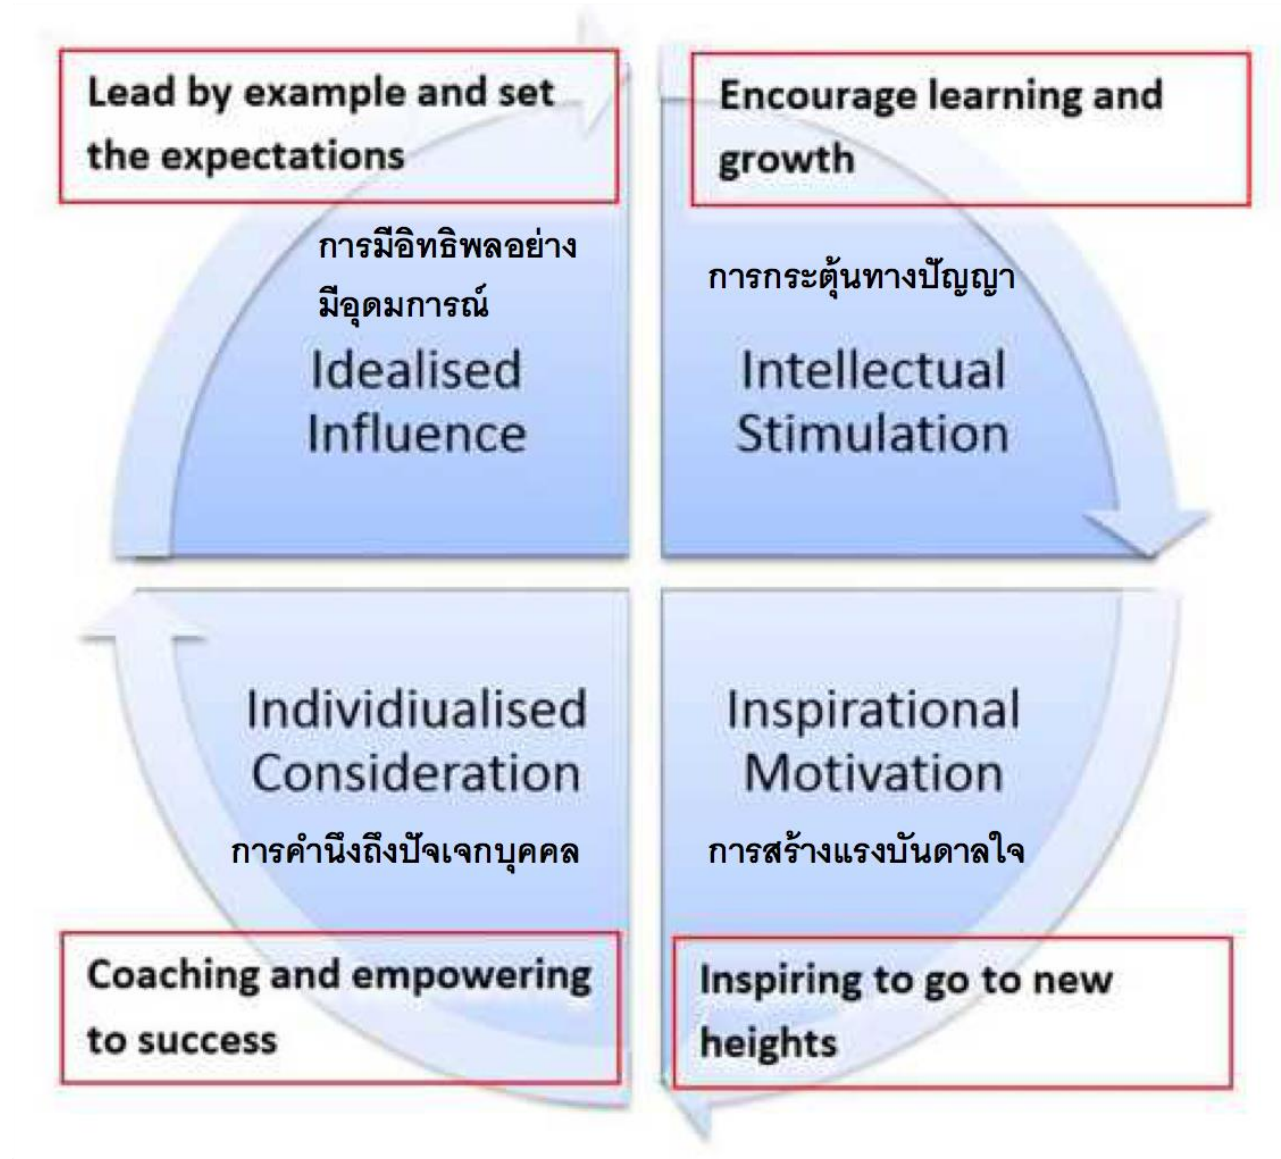 Lead by example and set
the expectations
การมีอิทธิพลอย่าง
มีอุดมการณ์
Idealised
Influence
Encourage learning and
growth
การกระตุ้นทางปัญญา
Intellectual
Stimulation
Individiualised
Consideration
การคำนึงถึงปัจเจกบุคคล
Coaching and empowering
to success
Inspirational
Motivation
การสร้างแรงบันดาลใจ
Inspiring to go to new
heights